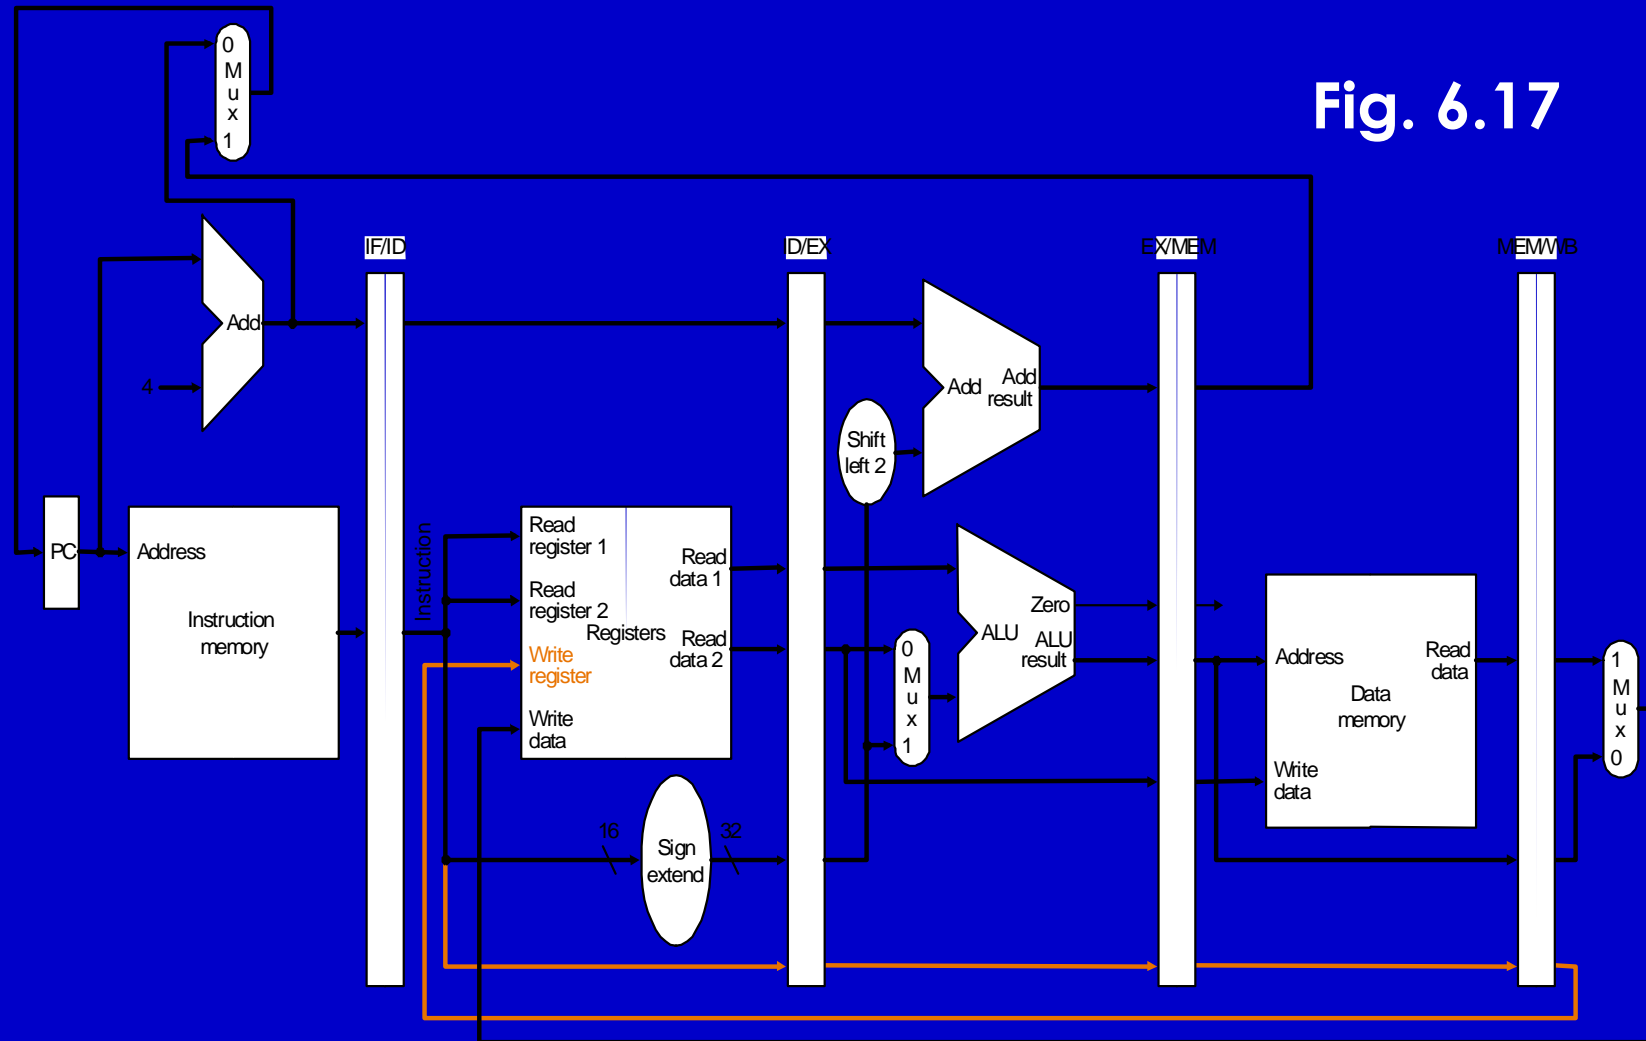 Fig. 6.17
0
M
u
x
1
IF/ID
ID/EX
EX/MEM
MEM/WB
Add
4
Add
Add
result
Shift
left 2
PC
Address
Instruction
memory
Instruction
Read
register 1
Read
register 2
Registers
Write
register
Write
data
Read
data 1
Read
data 2
0
M
u
x
1
Zero
ALU
ALU
result
Address
Read
data
Data
memory
Write
data
1
M
u
x
0
16
Sign
extend
32